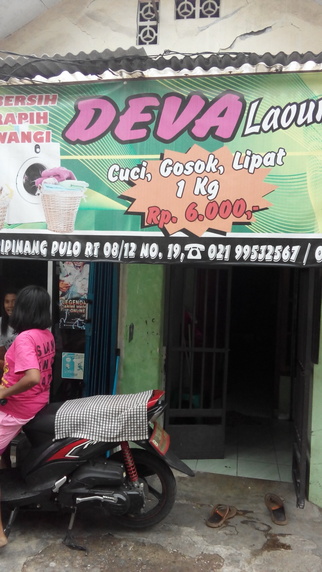 BERSIH
RAPIH
WANGI
DEVA Laoun
Cuci, Gosok, Lipat
1 Kg
Rp. 6.000,-
IPINANG PULO RT 08/12 NO. 19, ☎ 021 99532567 /